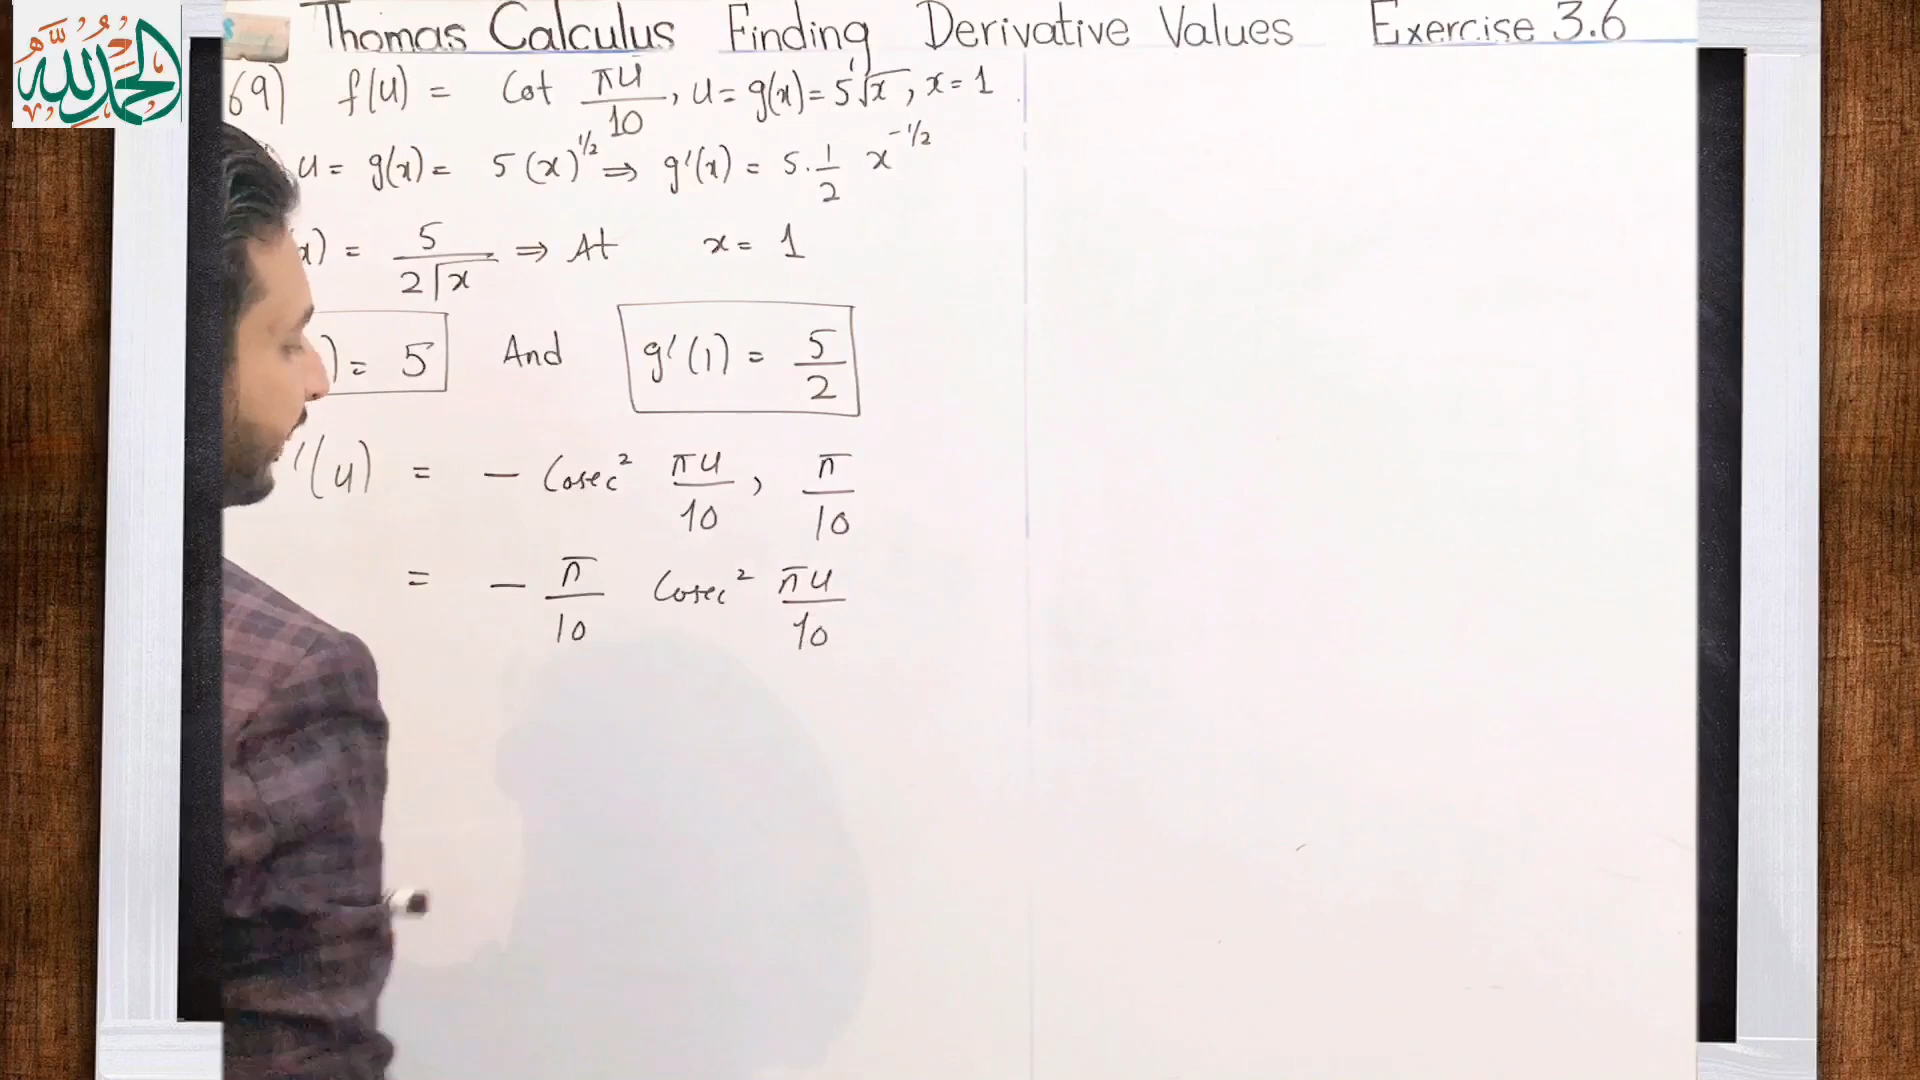 الحمد لله
Thomas Calculus Finding Derivative Values Exercise 3.6
69) f(u) = Cot πu/10, u = g(x) = 5√x, x = 1
u = g(x) = 5(x)^1/2 ⇒ g'(x) = 5·1/2 x^-1/2
x) = 5/2√x ⇒ At x = 1
) = 5 And g'(1) = 5/2
'(u) = - Cosec² πu/10, π/10
= - π/10 Cosec² πu/10